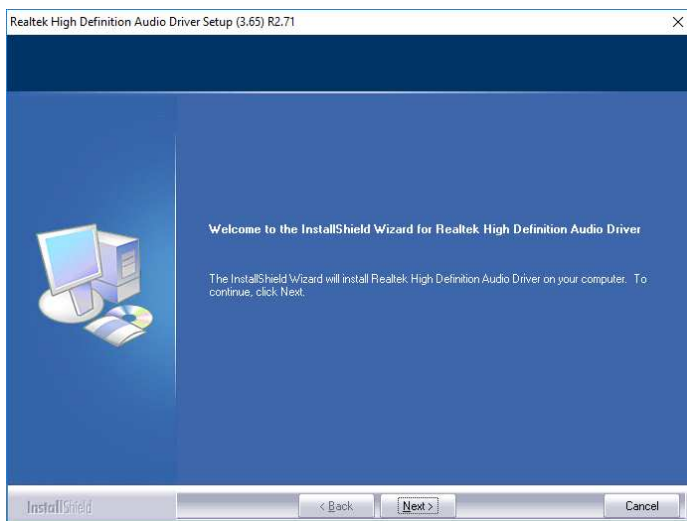 Realtek High Definition Audio Driver Setup (3.65) R2.71
Welcome to the InstallShield Wizard for Realtek High Definition Audio Driver
The InstallShield Wizard will install Realtek High Definition Audio Driver on your computer. To
continue, click Next.
InstallShield
< Back
Next >
Cancel